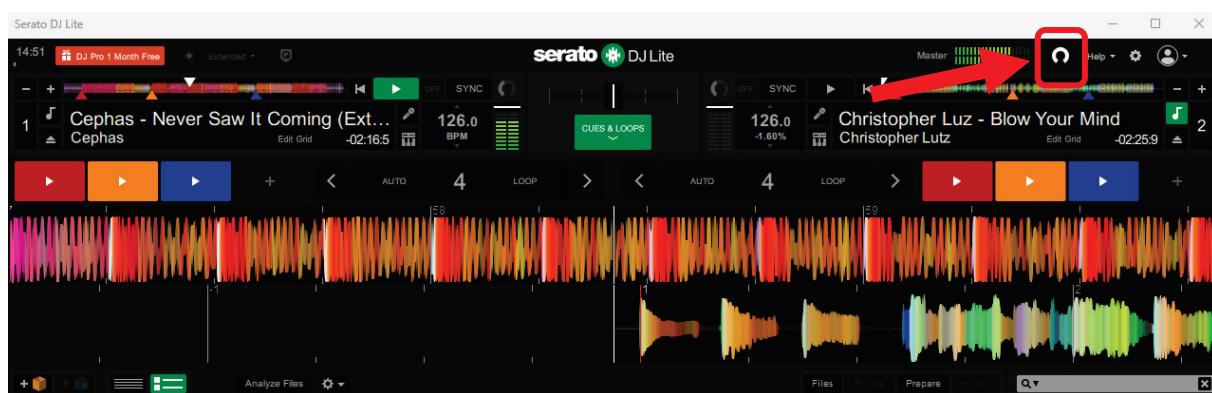 Serato DJ Lite
14:51 DJ Pro 1 Month Free Extended serato DJ Lite Master Help
- + OFF SYNC OFF SYNC - +
1 Cephas - Never Saw It Coming (Ext... 126.0 CUES & LOOPS 126.0 Christopher Luz - Blow Your Mind 2
Cephas Edit Grid -02:16:5 BPM -1.60% Christopher Lutz Edit Grid -02:25:9
+ < AUTO 4 LOOP > < AUTO 4 LOOP > +
58 59
-1 1 2
+ + Analyze Files Files Prepare